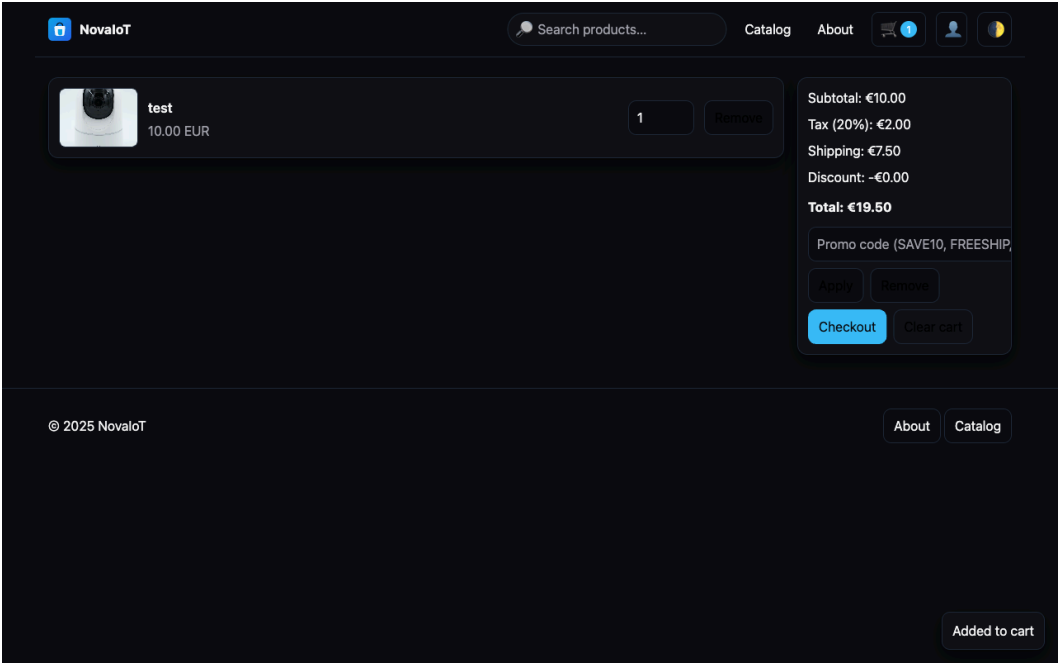 NovaIoT
Search products...
Catalog
About
1
test
10.00 EUR
1
Remove
Subtotal: €10.00
Tax (20%): €2.00
Shipping: €7.50
Discount: -€0.00
Total: €19.50
Promo code (SAVE10, FREESHIP,
Apply
Remove
Checkout
Clear cart
© 2025 NovaIoT
About
Catalog
Added to cart